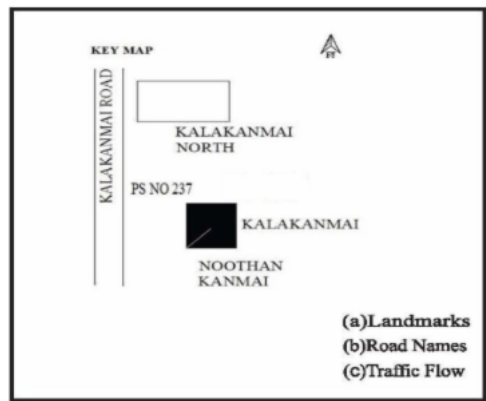 KEY MAP
KALAKANMAI ROAD
KALAKANMAI
NORTH
PS NO 237
KALAKANMAI
NOOTHAN
KANMAI
(a)Landmarks
(b)Road Names
(c)Traffic Flow